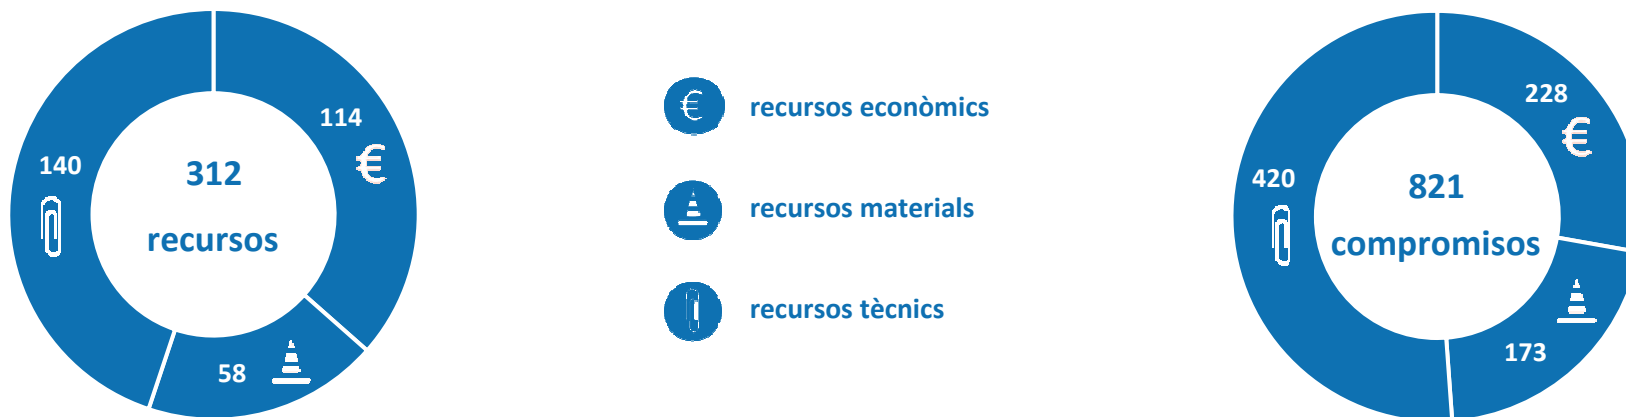 114
€
140
312
recursos
58
€
recursos econòmics
recursos materials
recursos tècnics
228
€
420
821
compromisos
173